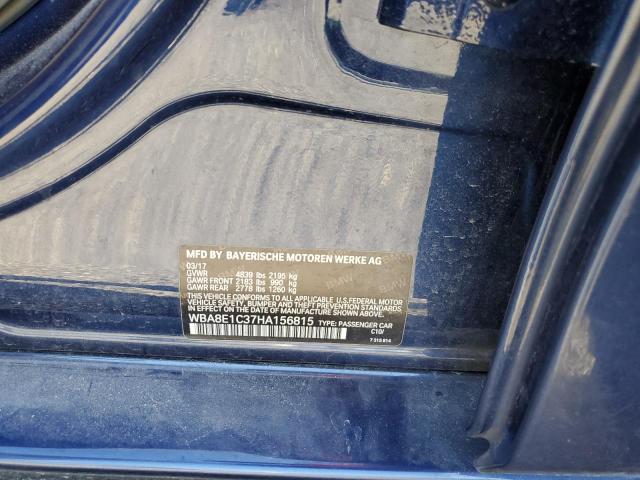 MFD BY BAYERISCHE MOTOREN WERKE AG
03/17
GVWR 4839 lbs 2195 kg
GAWR FRONT 2183 lbs 990 kg
GAWR REAR 2778 lbs 1260 kg
THIS VEHICLE CONFORMS TO ALL APPLICABLE U.S.FEDERAL MOTOR
VEHICLE SAFETY, BUMPER AND THEFT PREVENTION STANDARDS
IN EFFECT ON THE DATE OF MANUFACTURE SHOWN ABOVE.
WBA8E1C37HA156815 TYPE: PASSENGER CAR
C10/
7 315 614